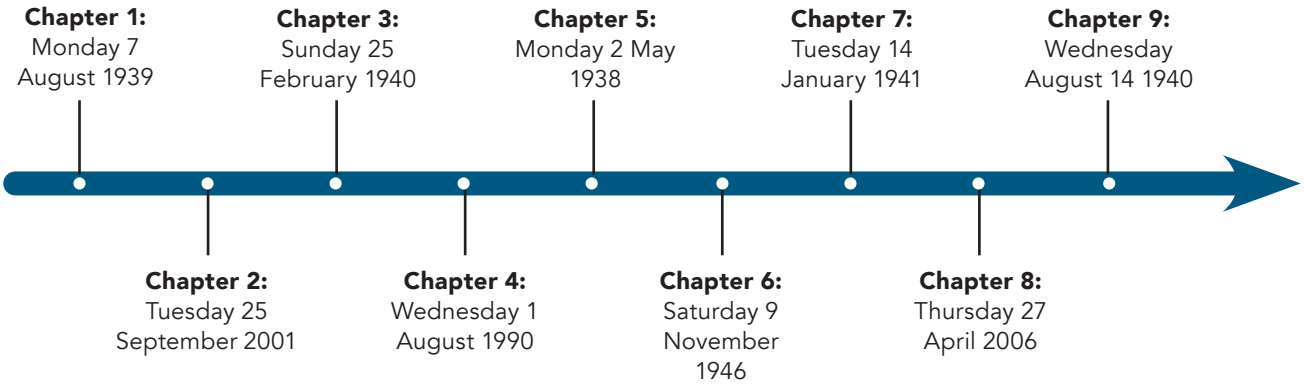 Chapter 1:
Monday 7
August 1939
Chapter 2:
Tuesday 25
September 2001
Chapter 3:
Sunday 25
February 1940
Chapter 4:
Wednesday 1
August 1990
Chapter 5:
Monday 2 May
1938
Chapter 6:
Saturday 9
November
1946
Chapter 7:
Tuesday 14
January 1941
Chapter 8:
Thursday 27
April 2006
Chapter 9:
Wednesday
August 14 1940